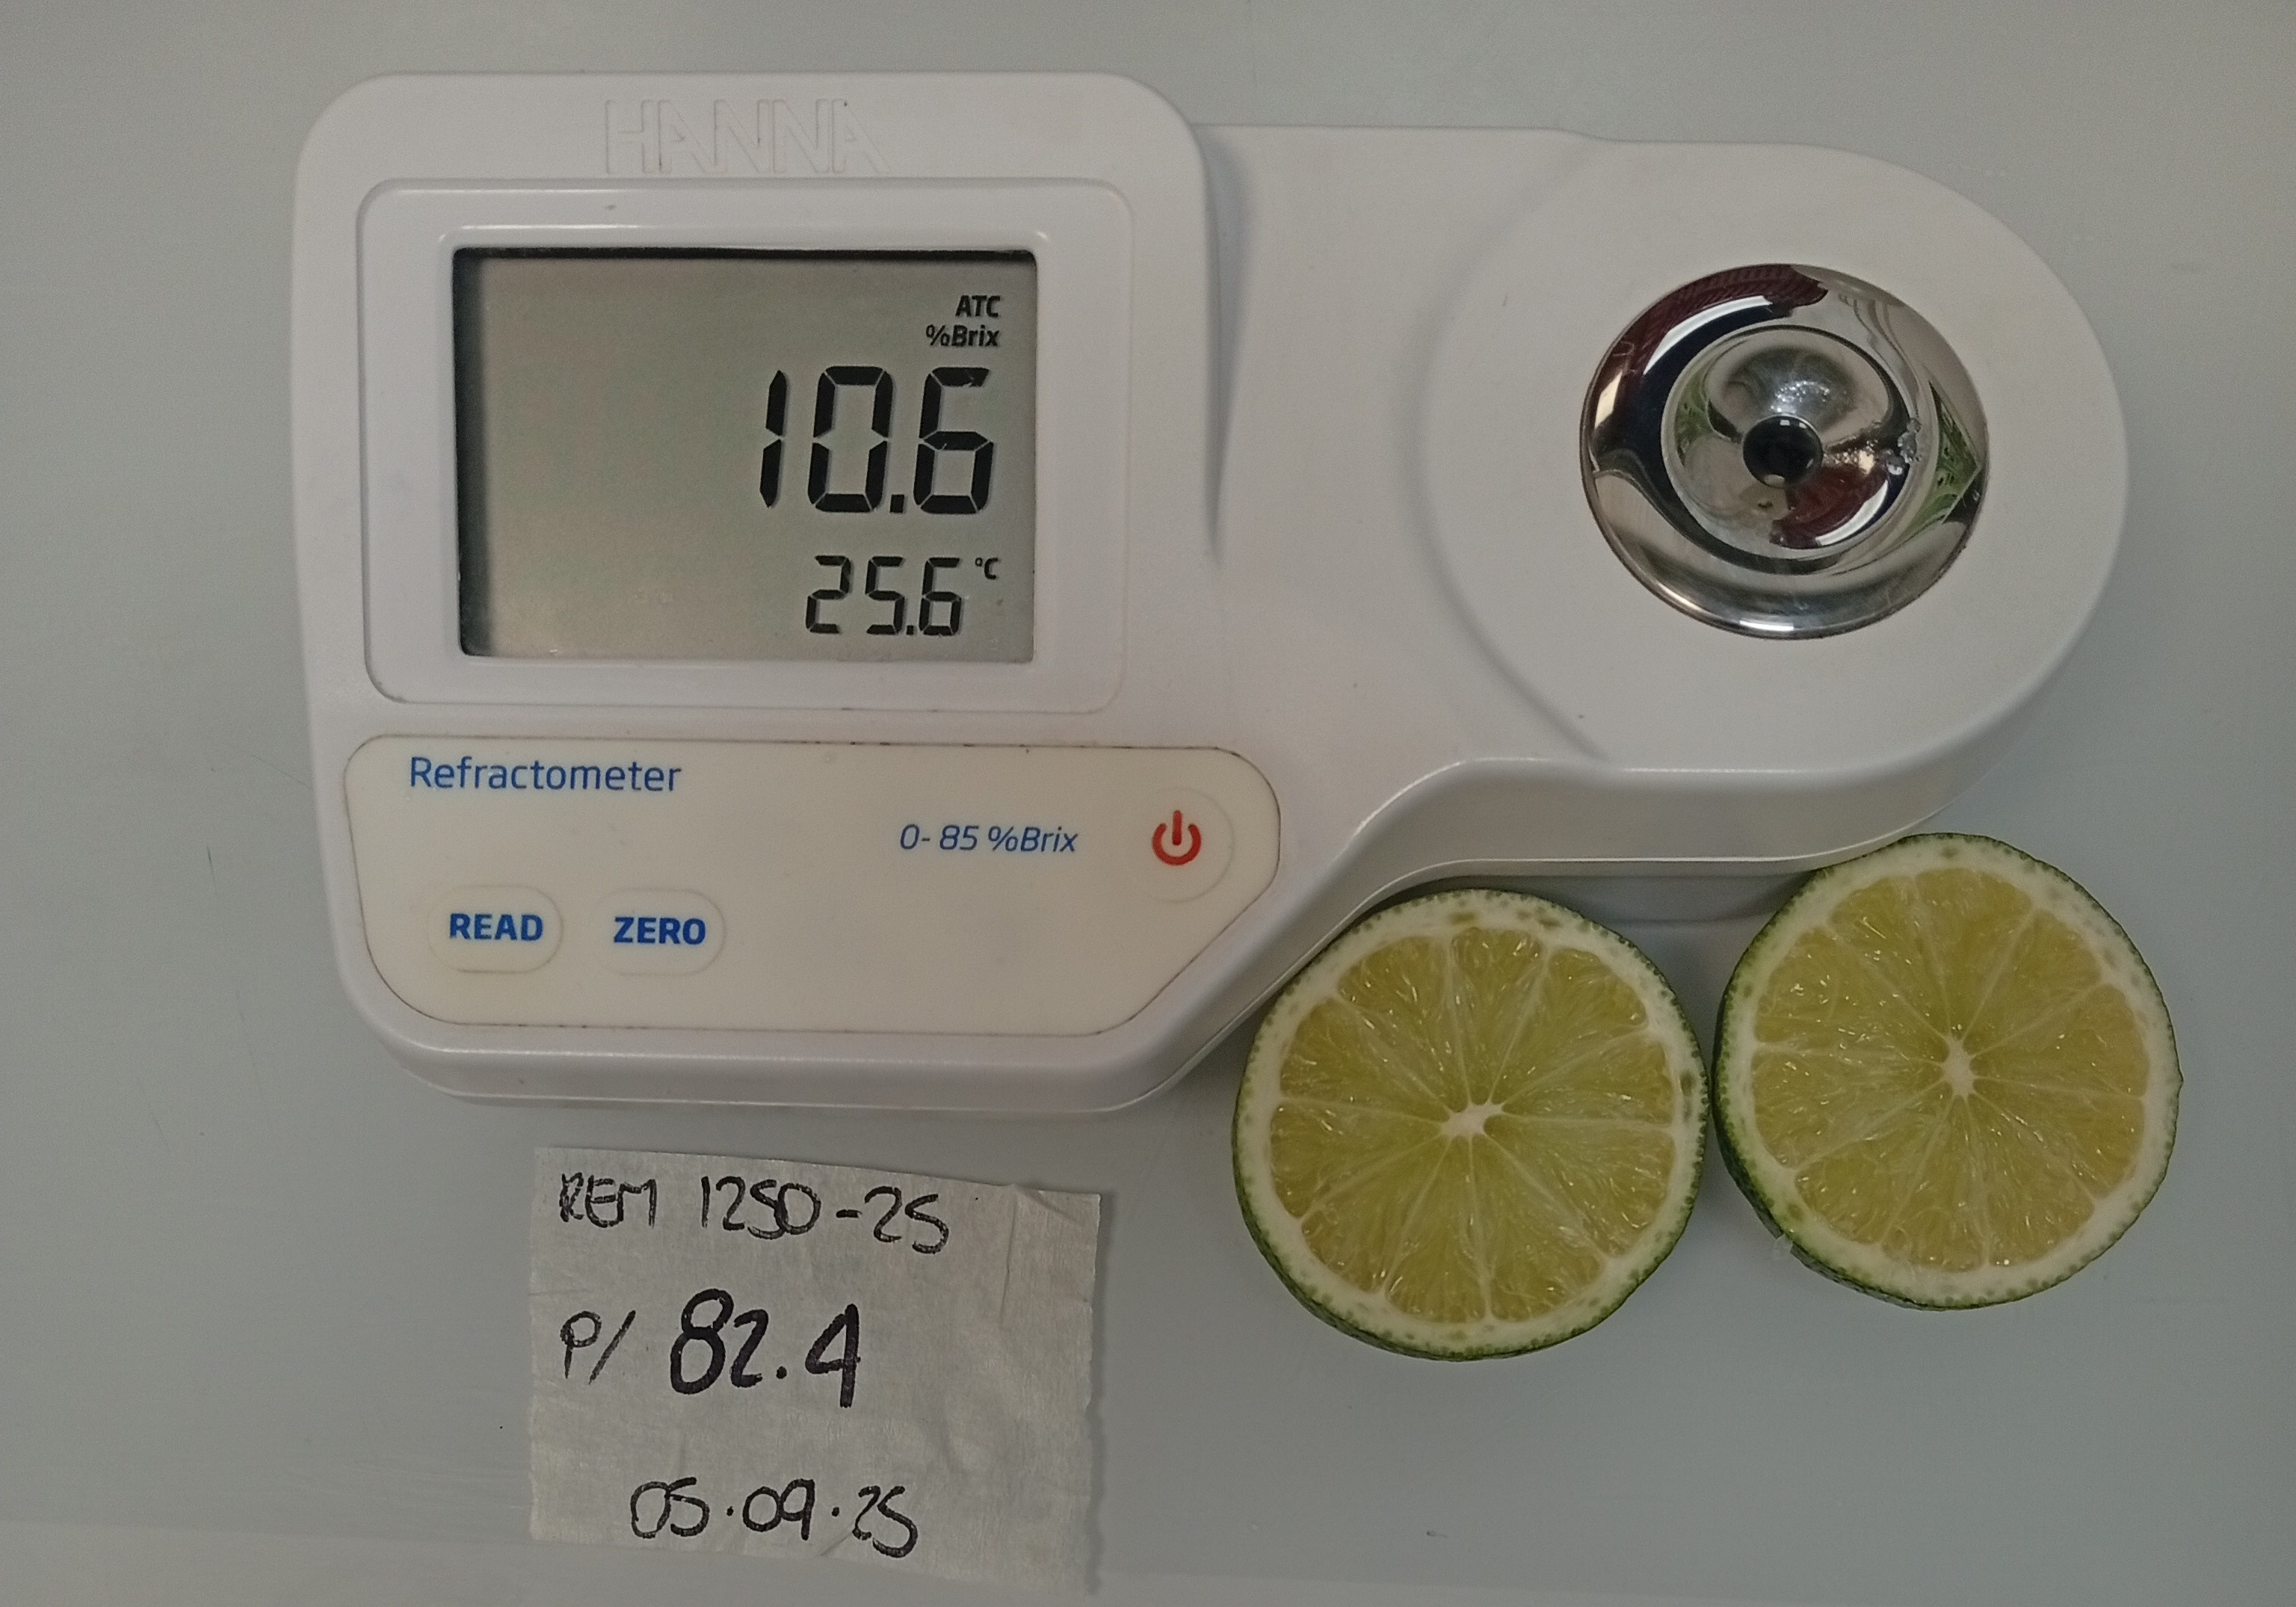 HANNA
ATC
%Brix
10.6
25.6 °C
Refractometer
0- 85 %Brix
READ ZERO
REM 1250-25
P/ 82.4
05.09.25